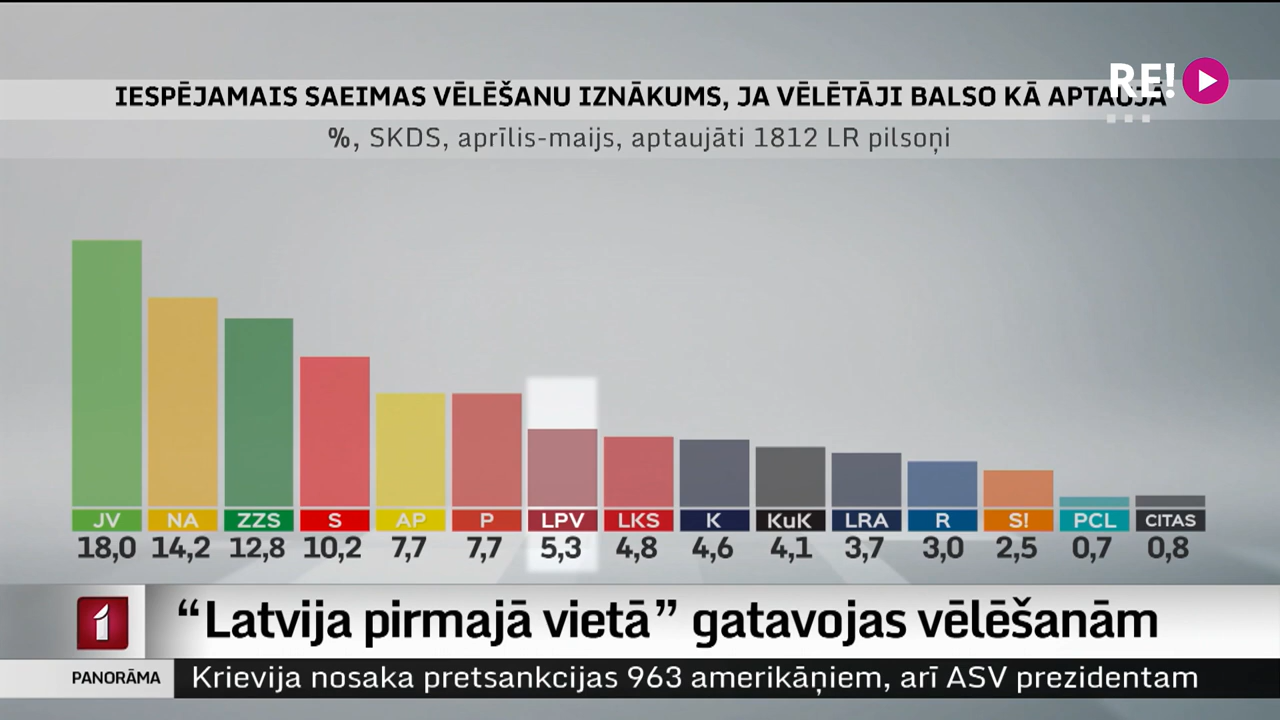 RE!
IESPĒJAMAIS SAEIMAS VĒLĒŠANU IZNĀKUMS, JA VĒLĒTĀJI BALSO KĀ APTAUJĀ
%, SKDS, aprīlis-maijs, aptaujāti 1812 LR pilsoņi
JV NA ZZS S AP P LPV LKS K KuK LRA R S! PCL CITAS
18,0 14,2 12,8 10,2 7,7 7,7 5,3 4,8 4,6 4,1 3,7 3,0 2,5 0,7 0,8
1 “Latvija pirmajā vietā” gatavojas vēlēšanām
PANORĀMA Krievija nosaka pretsankcijas 963 amerikāņiem, arī ASV prezidentam